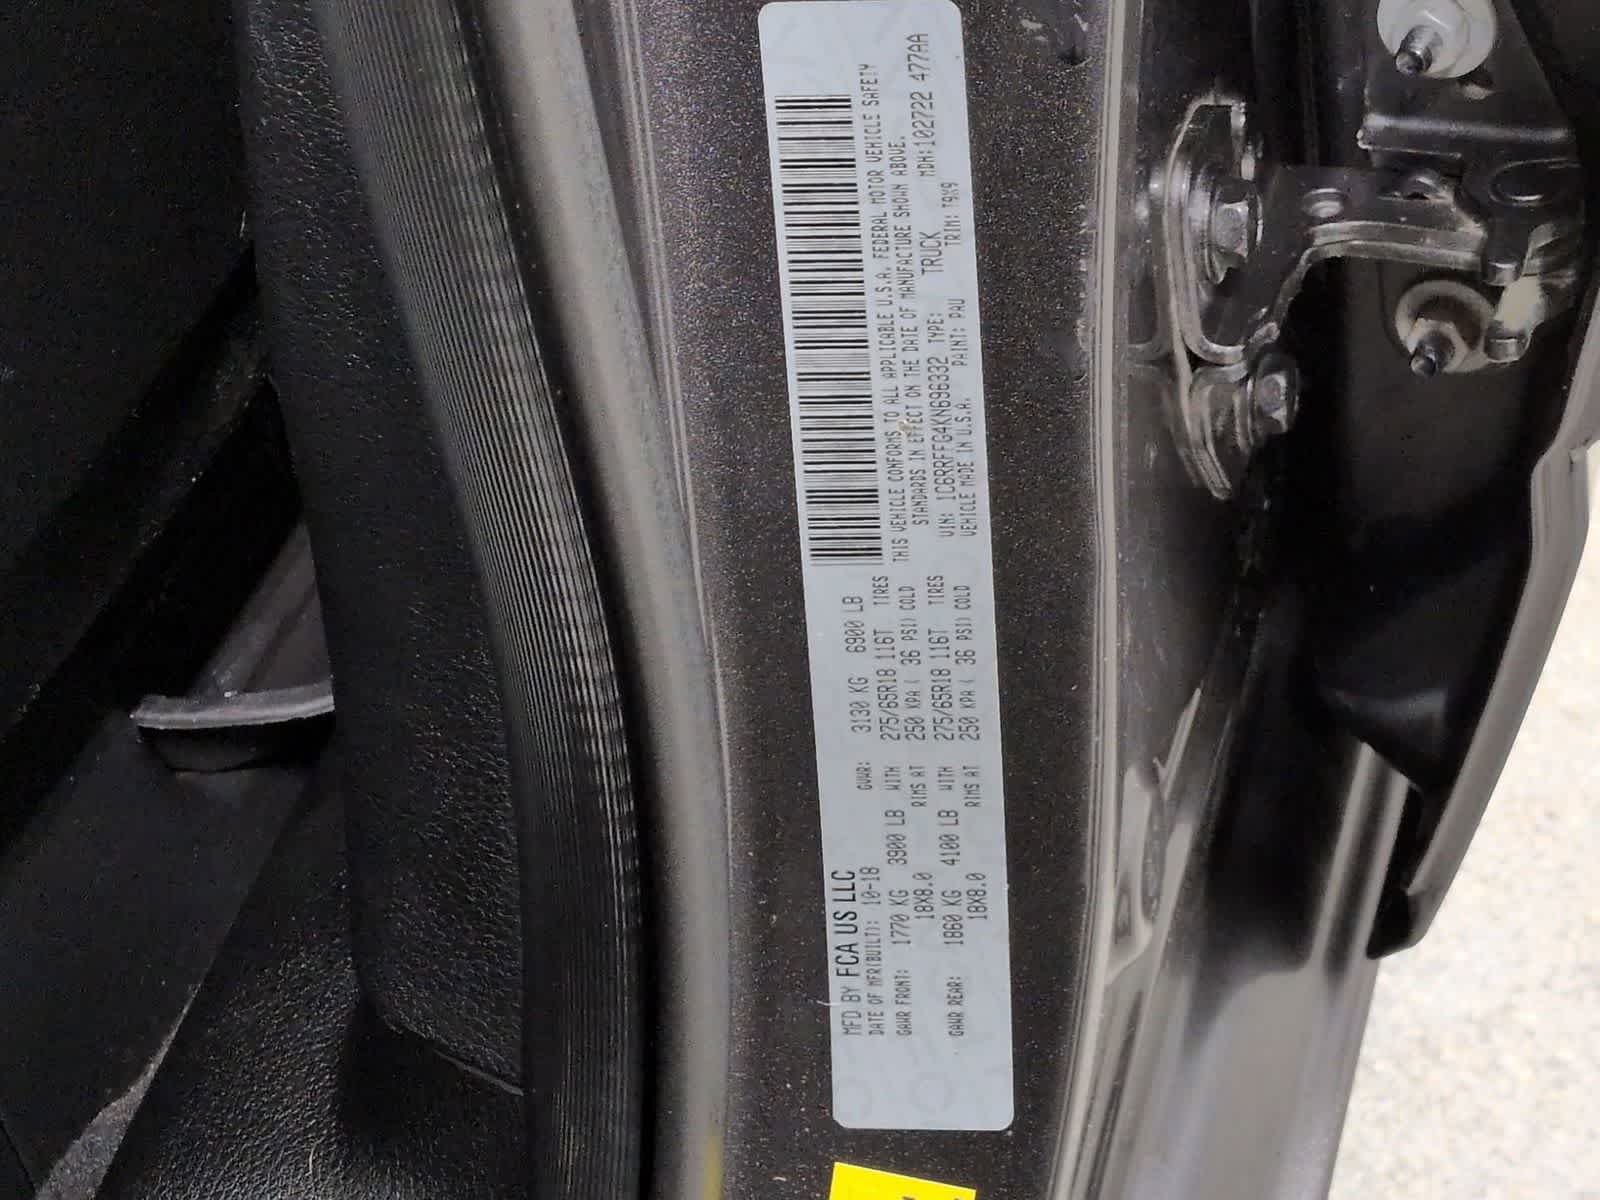 MFD BY FCA US LLC
DATE OF MFR(BUILT): 10-18 GVWR: 3130 KG 6900 LB
GAWR FRONT: 1770 KG 3900 LB WITH 275/65R18 116T TIRES
18X8.0 RIMS AT 250 KPA ( 36 PSI) COLD
GAWR REAR: 1860 KG 4100 LB WITH 275/65R18 116T TIRES
18X8.0 RIMS AT 250 KPA ( 36 PSI) COLD
THIS VEHICLE CONFORMS TO ALL APPLICABLE U.S.A. FEDERAL MOTOR VEHICLE SAFETY
STANDARDS IN EFFECT ON THE DATE OF MANUFACTURE SHOWN ABOVE.
VIN: 1C6RRFFG4KN696332 TYPE: TRUCK MDH:102722 477AA
VEHICLE MADE IN U.S.A. PAINT: PAU TRIM: T9X9